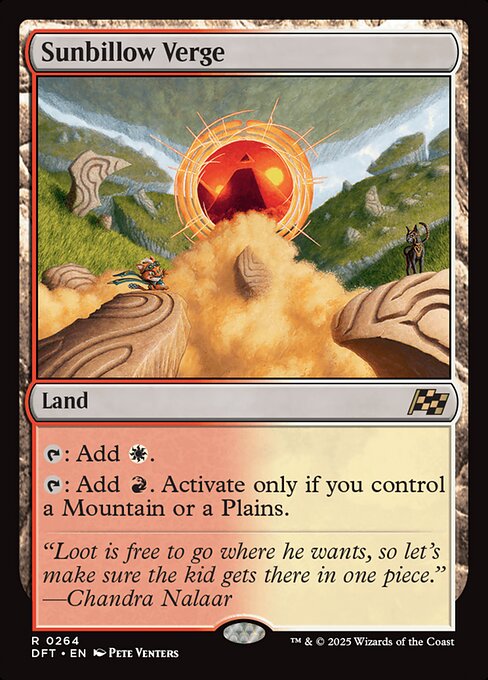 Sunbillow Verge
Land
: Add .
: Add . Activate only if you control
a Mountain or a Plains.
“Loot is free to go where he wants, so let’s
make sure the kid gets there in one piece.”
—Chandra Nalaar
R 0264
DFT • EN Pete Venters
™ & © 2025 Wizards of the Coast